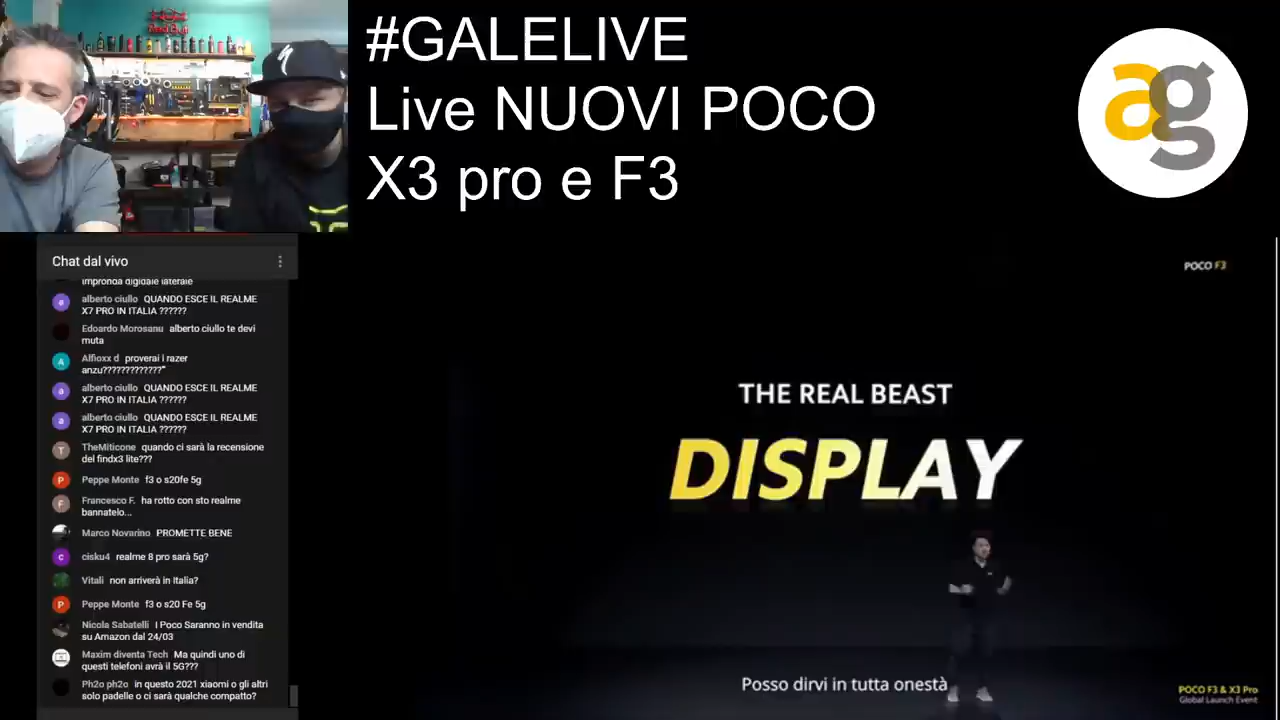 #GALELIVE
Live NUOVI POCO
X3 pro e F3
ag
Chat dal vivo
impronda digidale laterale
alberto ciullo QUANDO ESCE IL REALME
X7 PRO IN ITALIA ??????
Edoardo Morosanu alberto ciullo te devi
muta
Alfioxx d proverai i razer
anzu?????????????"
alberto ciullo QUANDO ESCE IL REALME
X7 PRO IN ITALIA ??????
alberto ciullo QUANDO ESCE IL REALME
X7 PRO IN ITALIA ??????
TheMiticone quando ci sarà la recensione
del findx3 lite???
Peppe Monte f3 o s20fe 5g
Francesco F. ha rotto con sto realme
bannatelo...
Marco Novarino PROMETTE BENE
cisku4 realme 8 pro sarà 5g?
Vitali non arriverà in Italia?
Peppe Monte f3 o s20 Fe 5g
Nicola Sabatelli I Poco Saranno in vendita
su Amazon dal 24/03
Maxim diventa Tech Ma quindi uno di
questi telefoni avrà il 5G???
Ph2o ph2o in questo 2021 xiaomi o gli altri
solo padelle o ci sarà qualche compatto?
POCO F3
THE REAL BEAST
DISPLAY
Posso dirvi in tutta onestà
POCO F3 & X3 Pro
Global Launch Event